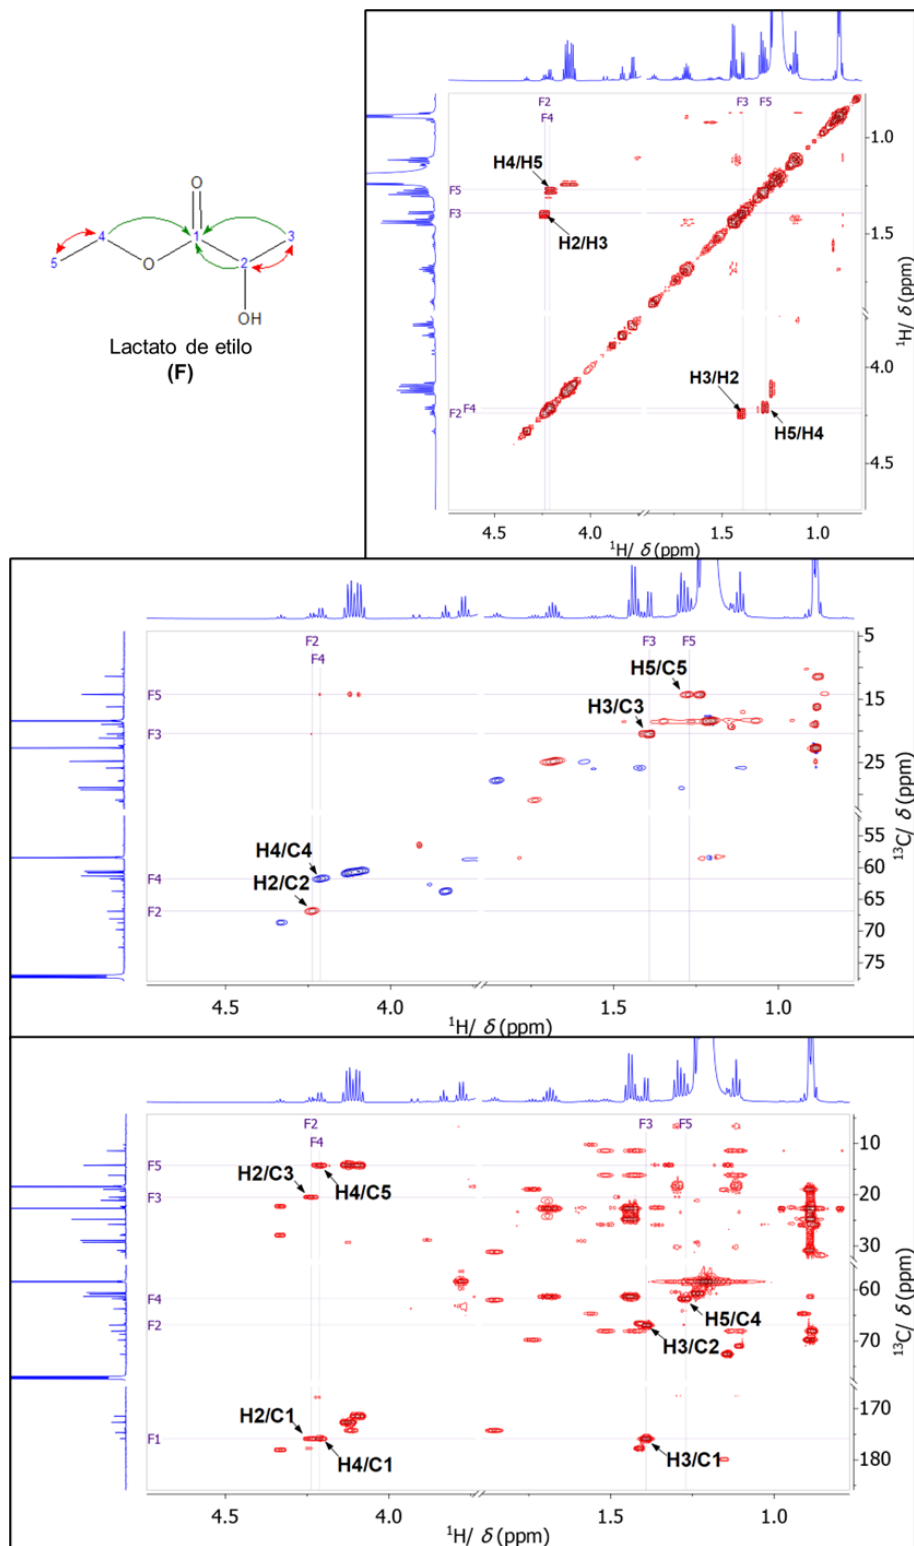 O
4
1
3
5
O
2
OH
Lactato de etilo
(F)
F2
F4
F3
F5
H4/H5
F5
F3
H2/H3
1.0
1.5
¹H/ δ (ppm)
4.0
H3/H2
F2 F4
H5/H4
4.5
4.5
4.0
1.5
1.0
¹H/ δ (ppm)
F2
F4
F3
F5
5
H5/C5
F5
15
H3/C3
F3
25
¹³C/ δ (ppm)
55
H4/C4
60
F4
H2/C2
65
F2
70
75
4.5
4.0
1.5
1.0
¹H/ δ (ppm)
F2
F4
F3
F5
10
F5
H2/C3
H4/C5
20
F3
30
¹³C/ δ (ppm)
60
F4
H5/C4
F2
H3/C2
70
170
H2/C1
F1
H4/C1
H3/C1
180
4.5
4.0
1.5
1.0
¹H/ δ (ppm)